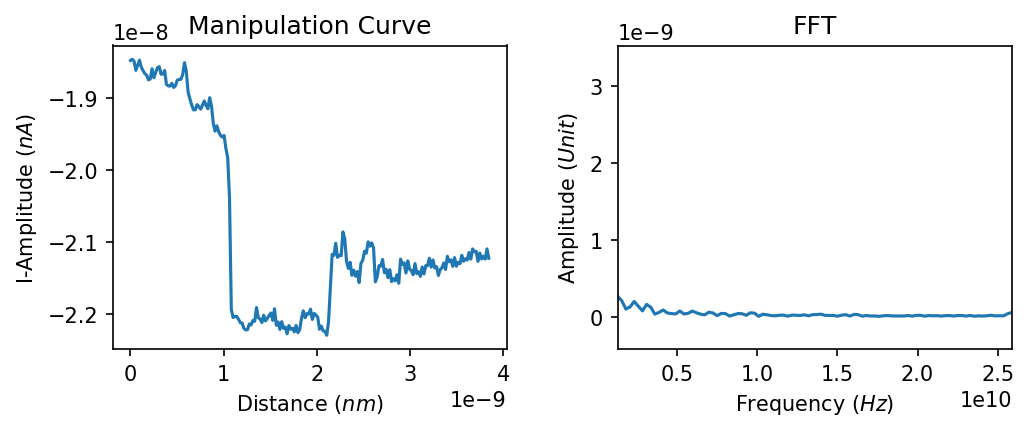 Manipulation Curve
1e−8
−1.9
−2.0
−2.1
−2.2
I-Amplitude (nA)
0
1
2
3
4
Distance (nm)
1e−9
FFT
1e−9
3
2
1
0
Amplitude (Unit)
0.5
1.0
1.5
2.0
2.5
Frequency (Hz)
1e10